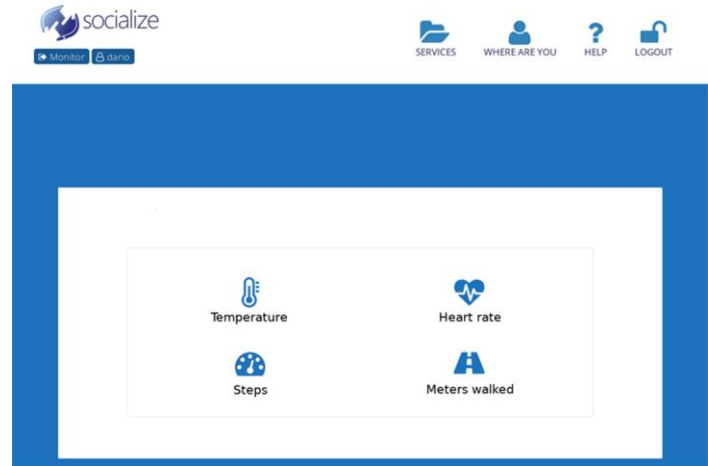 socialize
Monitor dario
SERVICES WHERE ARE YOU HELP LOGOUT
Temperature Heart rate
Steps Meters walked